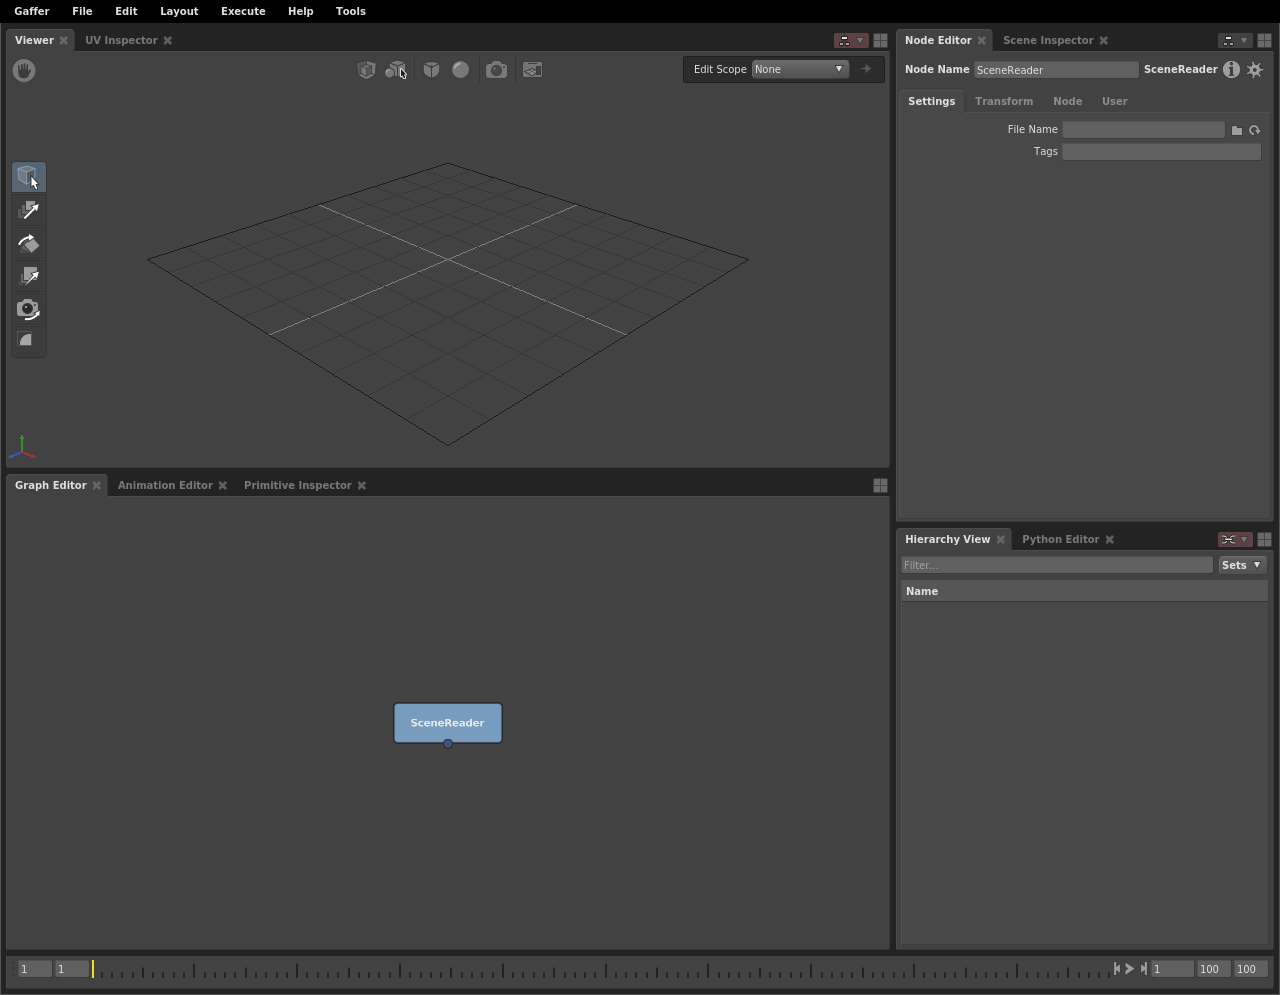 Gaffer File Edit Layout Execute Help Tools
Viewer UV Inspector
Edit Scope None
Node Editor Scene Inspector
Node Name SceneReader SceneReader
Settings Transform Node User
File Name
Tags
Graph Editor Animation Editor Primitive Inspector
SceneReader
Hierarchy View Python Editor
Filter... Sets
Name
1 1 1 100 100